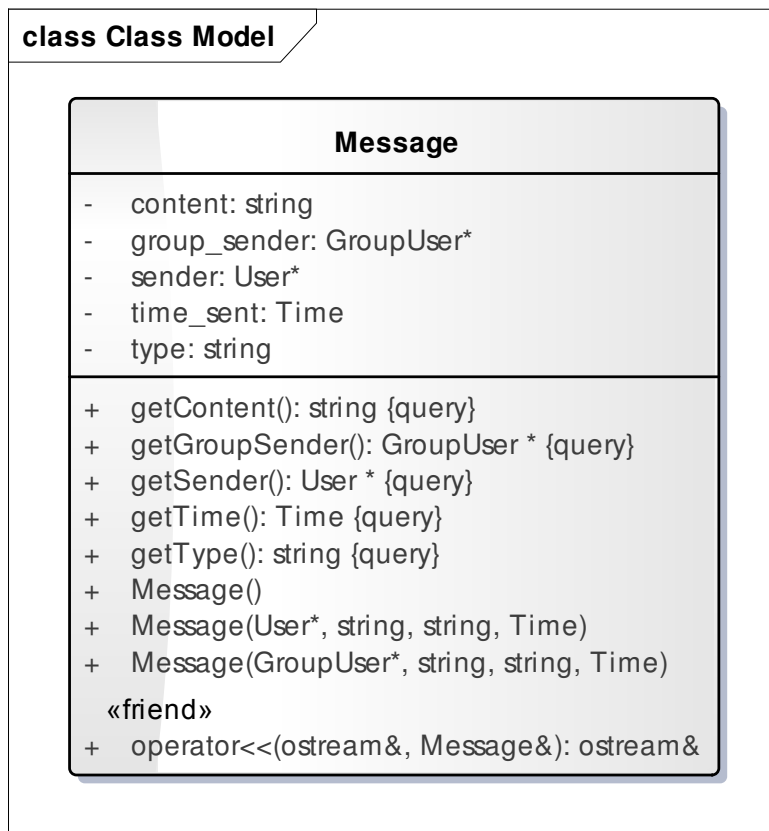 class Class Model
Message
- content: string
- group_sender: GroupUser*
- sender: User*
- time_sent: Time
- type: string
+ getContent(): string {query}
+ getGroupSender(): GroupUser * {query}
+ getSender(): User * {query}
+ getTime(): Time {query}
+ getType(): string {query}
+ Message()
+ Message(User*, string, string, Time)
+ Message(GroupUser*, string, string, Time)
«friend»
+ operator<<(ostream&, Message&): ostream&